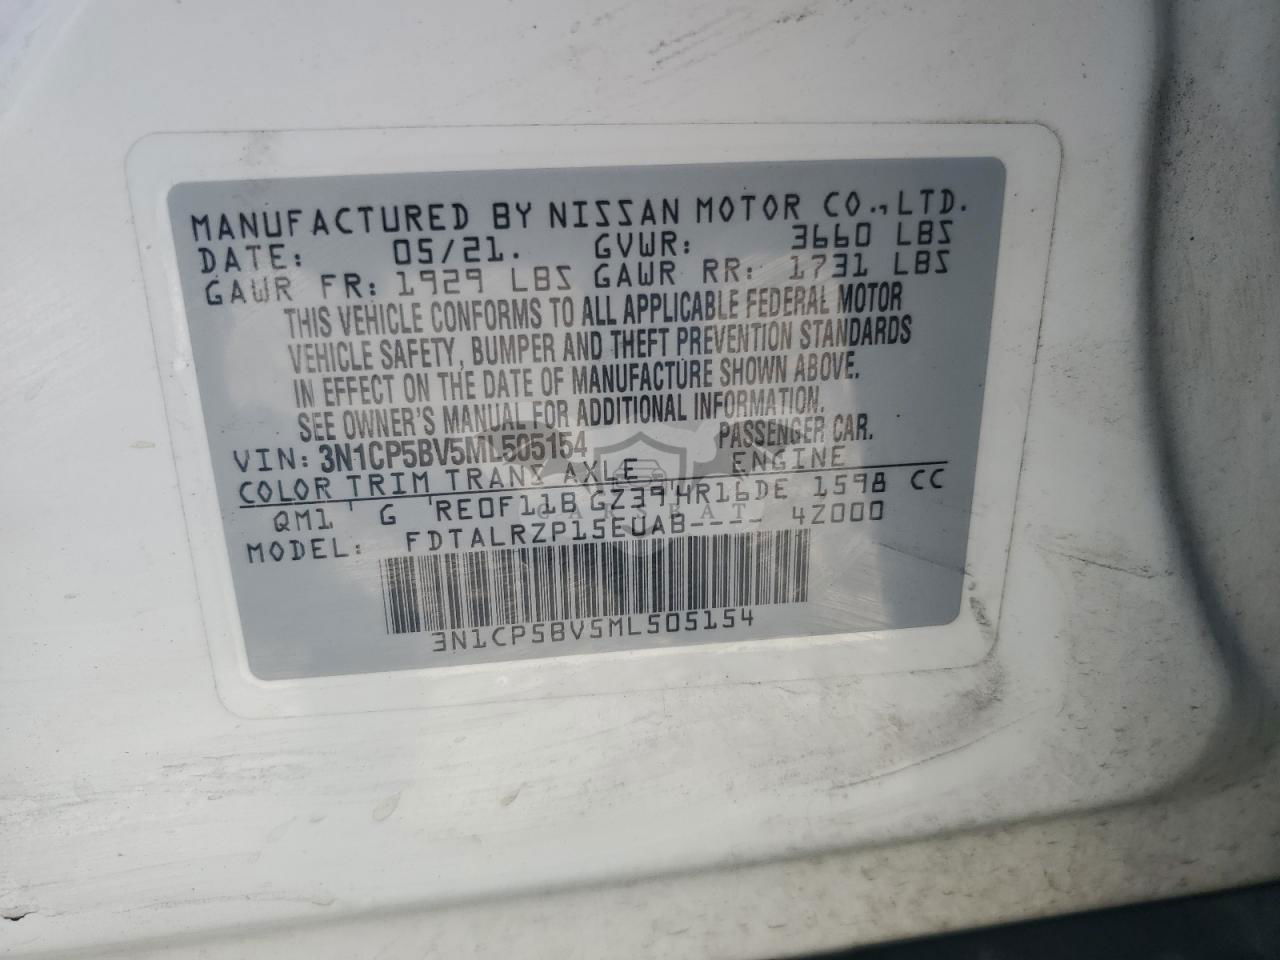 MANUFACTURED BY NISSAN MOTOR CO.,LTD.
DATE: 05/21. GVWR: 3660 LBS
GAWR FR: 1929 LBS GAWR RR: 1731 LBS
THIS VEHICLE CONFORMS TO ALL APPLICABLE FEDERAL MOTOR
VEHICLE SAFETY, BUMPER AND THEFT PREVENTION STANDARDS
IN EFFECT ON THE DATE OF MANUFACTURE SHOWN ABOVE.
SEE OWNER'S MANUAL FOR ADDITIONAL INFORMATION.
VIN: 3N1CP5BV5ML505154 PASSENGER CAR.
COLOR TRIM TRANS AXLE ENGINE
QM1 G RE0F11B GZ39 4R16DE 1598 CC
MODEL: FDTALRZP15EUAB---- 4Z000
3N1CP5BV5ML505154
CARSBAT